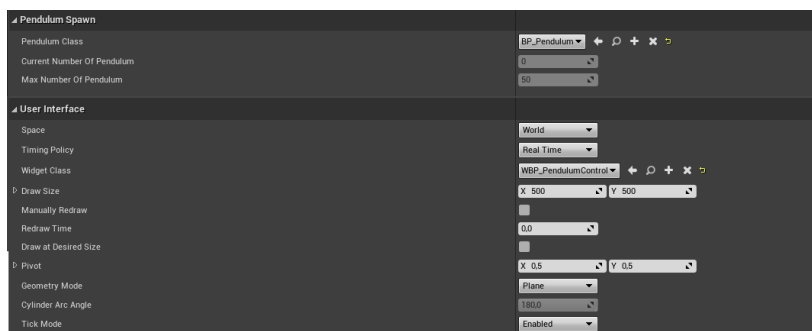 Pendulum Spawn
Pendulum Class BP_Pendulum
Current Number Of Pendulum 0
Max Number Of Pendulum 50
User Interface
Space World
Timing Policy Real Time
Widget Class WBP_PendulumControl
Draw Size X 500 Y 500
Manually Redraw
Redraw Time 0,0
Draw at Desired Size
Pivot X 0,5 Y 0,5
Geometry Mode Plane
Cylinder Arc Angle 180,0
Tick Mode Enabled